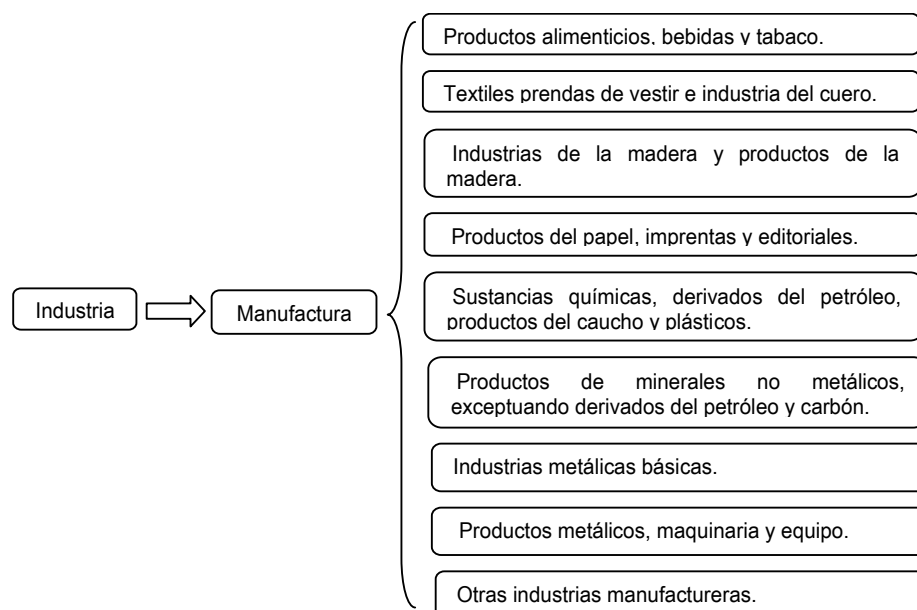 Productos alimenticios, bebidas y tabaco.
Textiles prendas de vestir e industria del cuero.
Industrias de la madera y productos de la
madera.
Productos del papel, imprentas y editoriales.
Industria
Manufactura
Sustancias químicas, derivados del petróleo,
productos del caucho y plásticos.
Productos de minerales no metálicos,
exceptuando derivados del petróleo y carbón.
Industrias metálicas básicas.
Productos metálicos, maquinaria y equipo.
Otras industrias manufactureras.